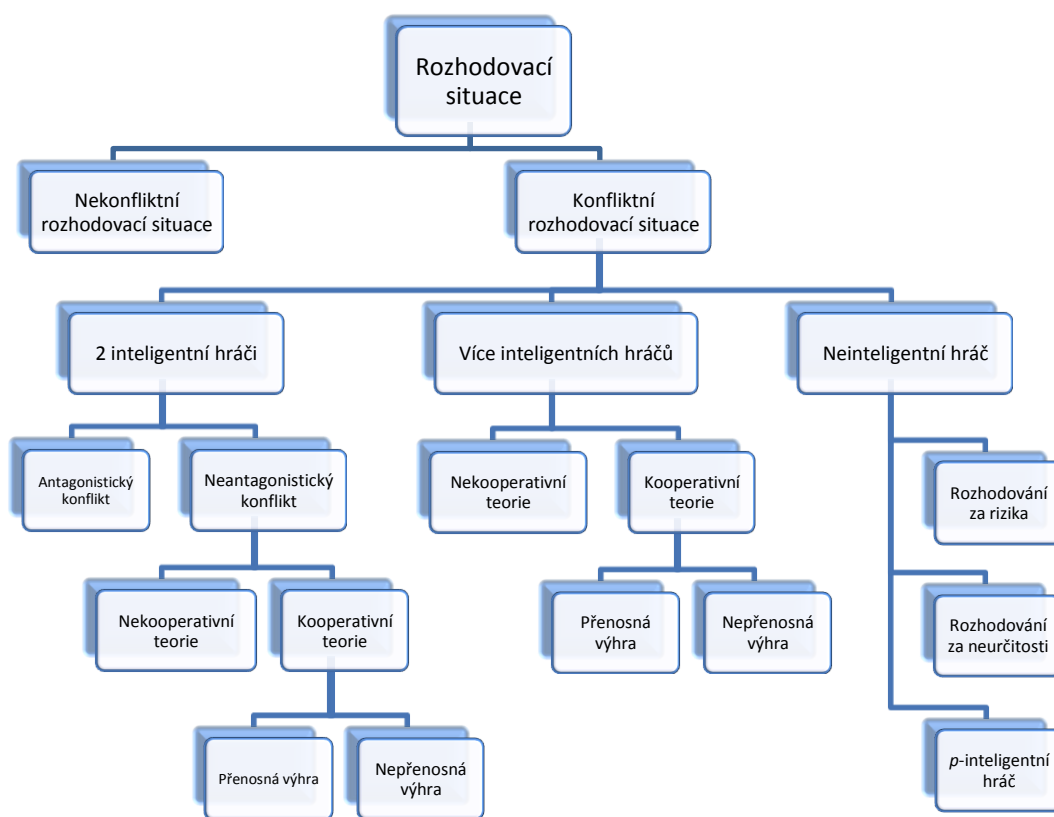 Rozhodovací
situace
Nekonfliktní
rozhodovací situace
Konfliktní
rozhodovací situace
2 inteligentní hráči
Více inteligentních hráčů
Neinteligentní hráč
Antagonistický
konflikt
Neantagonistický
konflikt
Nekooperativní
teorie
Kooperativní
teorie
Rozhodování
za rizika
Nekooperativní
teorie
Kooperativní
teorie
Přenosná
výhra
Nepřenosná
výhra
Rozhodování
za neurčitosti
Přenosná výhra
Nepřenosná
výhra
p-inteligentní
hráč